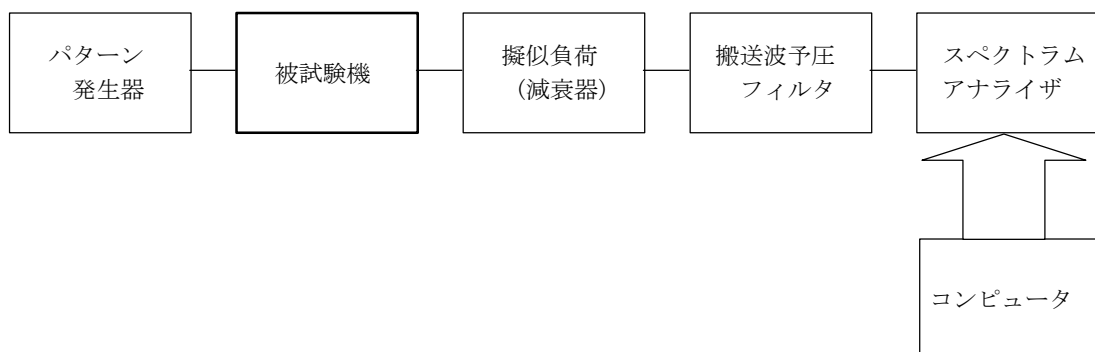 パターン
発生器
被試験機
擬似負荷
（減衰器）
搬送波予圧
フィルタ
スペクトラム
アナライザ
コンピュータ